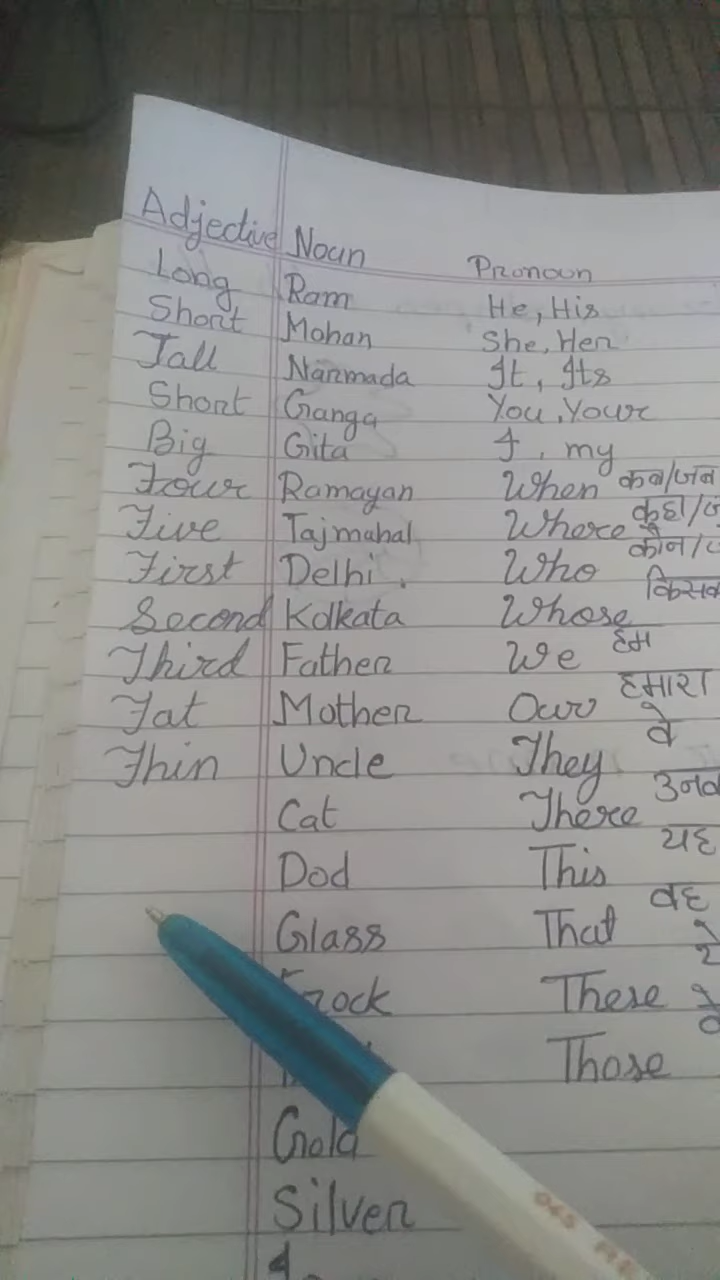 Adjective Noun Pronoun
Long Ram He, His
Short Mohan She, Her
Tall Narmada It, Its
Short Ganga You, Your
Big Gita I, my
Four Ramayan When कब/जब
Five Tajmahal Where कहा/
First Delhi Who कौन/
Second Kolkata Whose
Third Father We हम
Fat Mother Our हमारा
Thin Uncle They वे
Cat There
Dod This यह
Glass That वह
Frock These ये
Those वे
Gold
Silver